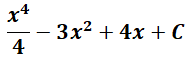 x⁴/4 − 3x² + 4x + C